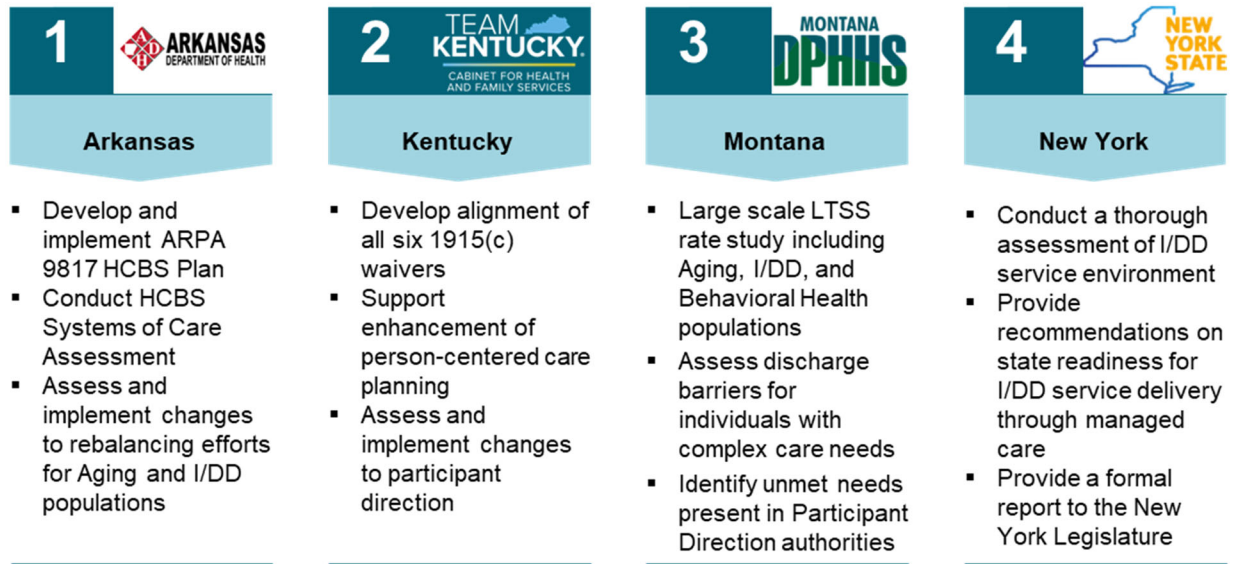 1
ARKANSAS
DEPARTMENT OF HEALTH
Arkansas
▪ Develop and
implement ARPA
9817 HCBS Plan
▪ Conduct HCBS
Systems of Care
Assessment
▪ Assess and
implement changes
to rebalancing efforts
for Aging and I/DD
populations
2
TEAM
KENTUCKY
CABINET FOR HEALTH
AND FAMILY SERVICES
Kentucky
▪ Develop alignment of
all six 1915(c)
waivers
▪ Support
enhancement of
person-centered care
planning
▪ Assess and
implement changes
to participant
direction
3
MONTANA
DPHHS
Montana
▪ Large scale LTSS
rate study including
Aging, I/DD, and
Behavioral Health
populations
▪ Assess discharge
barriers for
individuals with
complex care needs
▪ Identify unmet needs
present in Participant
Direction authorities
4
NEW
YORK
STATE
New York
▪ Conduct a thorough
assessment of I/DD
service environment
▪ Provide
recommendations on
state readiness for
I/DD service delivery
through managed
care
▪ Provide a formal
report to the New
York Legislature